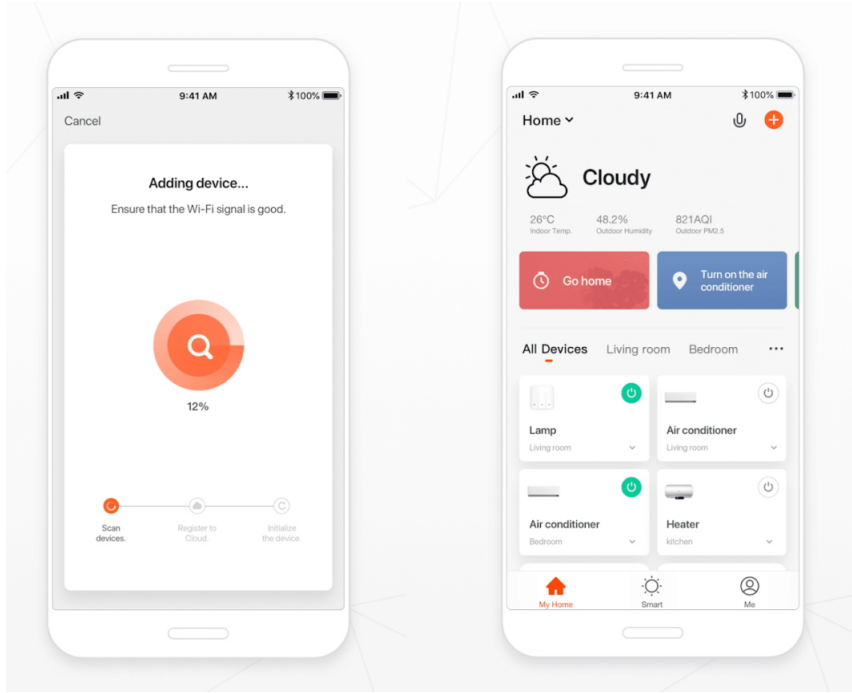 9:41 AM
100%
Cancel
Adding device...
Ensure that the Wi-Fi signal is good.
12%
Scan
devices.
Register to
Cloud.
Initialize
the device.
9:41 AM
100%
Home
Cloudy
26°C
Indoor Temp.
48.2%
Outdoor Humidity
821AQI
Outdoor PM2.5
Go home
Turn on the air
conditioner
All Devices
Living room
Bedroom
Lamp
Living room
Air conditioner
Living room
Air conditioner
Bedroom
Heater
kitchen
My Home
Smart
Me